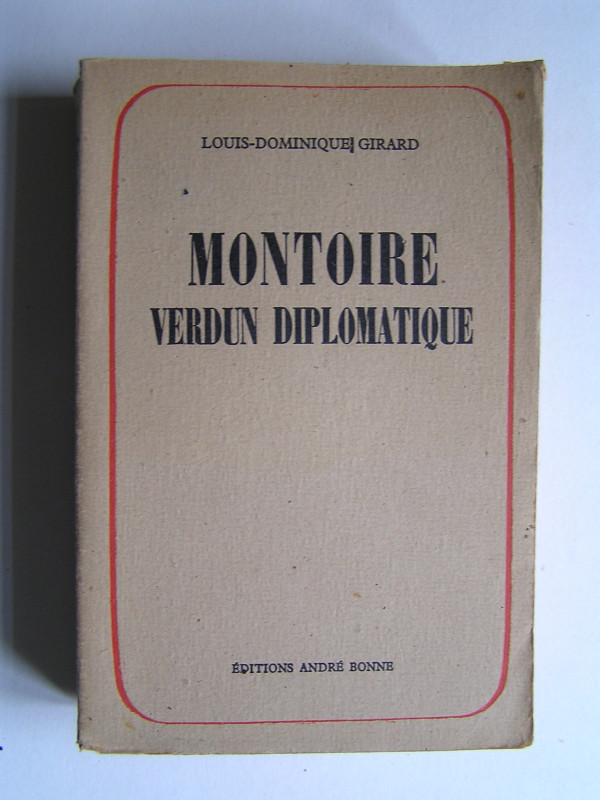 LOUIS-DOMINIQUE GIRARD
MONTOIRE
VERDUN DIPLOMATIQUE
ÉDITIONS ANDRÉ BONNE